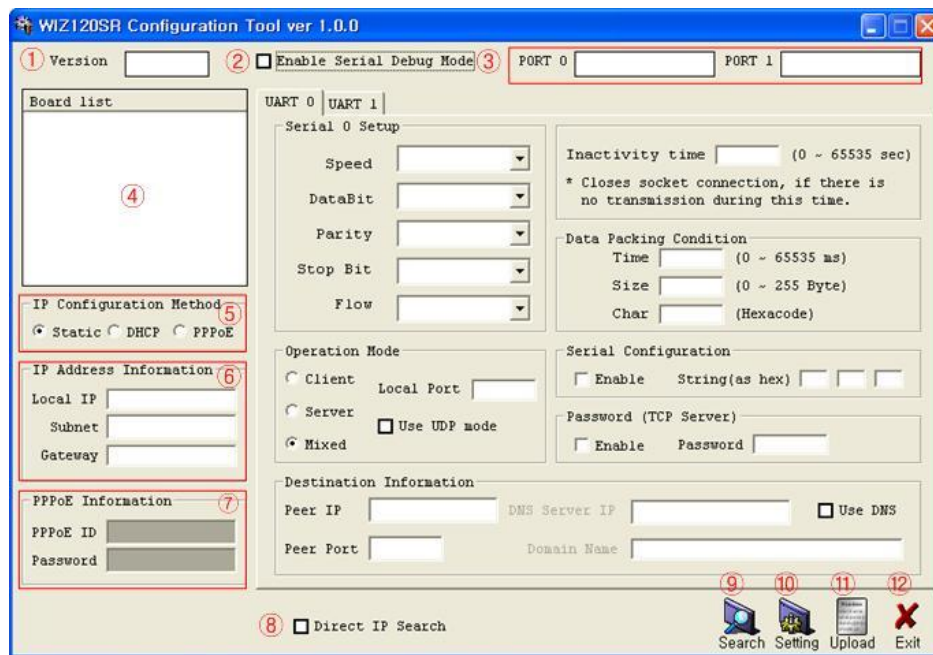 WIZ120SR Configuration Tool ver 1.0.0
① Version ② Enable Serial Debug Mode ③ PORT 0 PORT 1
Board list
④
IP Configuration Method
⑤
Static DHCP PPPoE
IP Address Information ⑥
Local IP
Subnet
Gateway
PPPoE Information ⑦
PPPoE ID
Password
UART 0 UART 1
Serial 0 Setup
Speed
DataBit
Parity
Stop Bit
Flow
Inactivity time (0 ~ 65535 sec)
* Closes socket connection, if there is
no transmission during this time.
Data Packing Condition
Time (0 ~ 65535 ms)
Size (0 ~ 255 Byte)
Char (Hexacode)
Operation Mode
Client Local Port
Server
Use UDP mode
Mixed
Serial Configuration
Enable String(as hex)
Password (TCP Server)
Enable Password
Destination Information
Peer IP DNS Server IP Use DNS
Peer Port Domain Name
⑧ Direct IP Search
⑨ ⑩ ⑪ ⑫
Search Setting Upload Exit